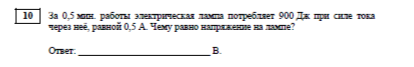 10 За 0,5 мин. работы электрическая лампа потребляет 900 Дж при силе тока
через неё, равной 0,5 А. Чему равно напряжение на лампе?
Ответ: ______________________________ В.